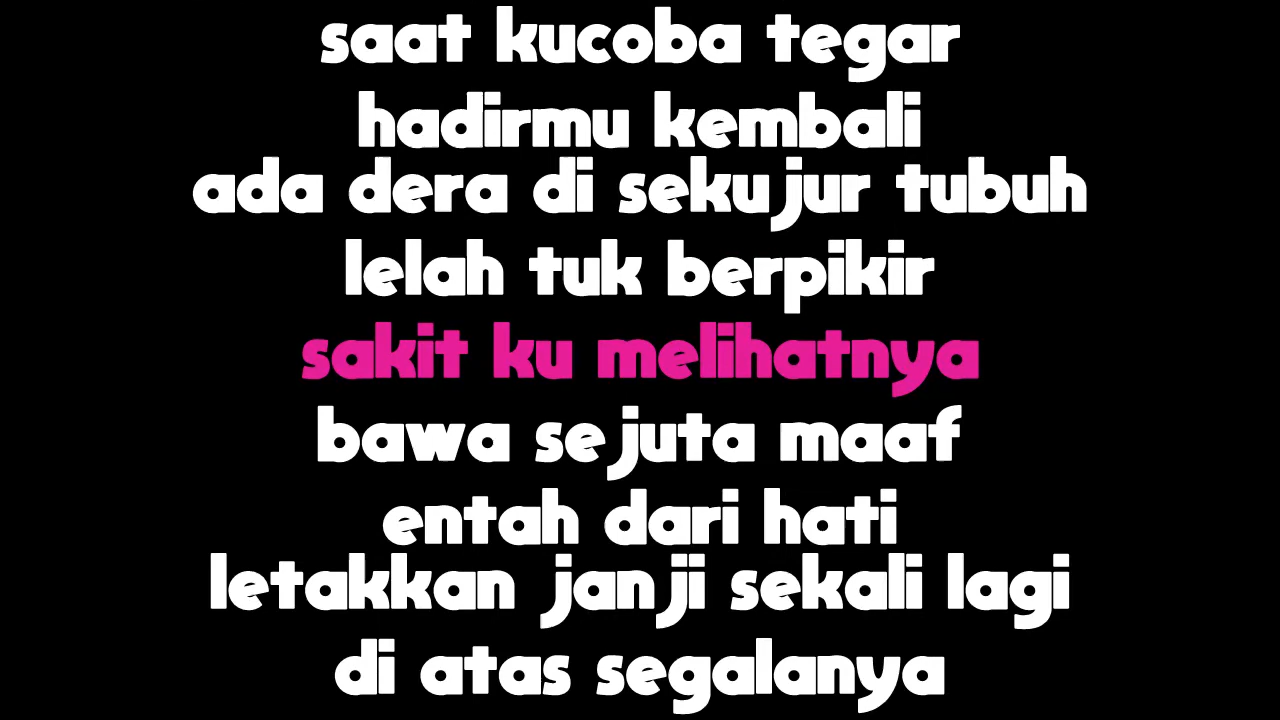 saat kucoba tegar
hadirmu kembali
ada dera di sekujur tubuh
lelah tuk berpikir
sakit ku melihatnya
bawa sejuta maaf
entah dari hati
letakkan janji sekali lagi
di atas segalanya